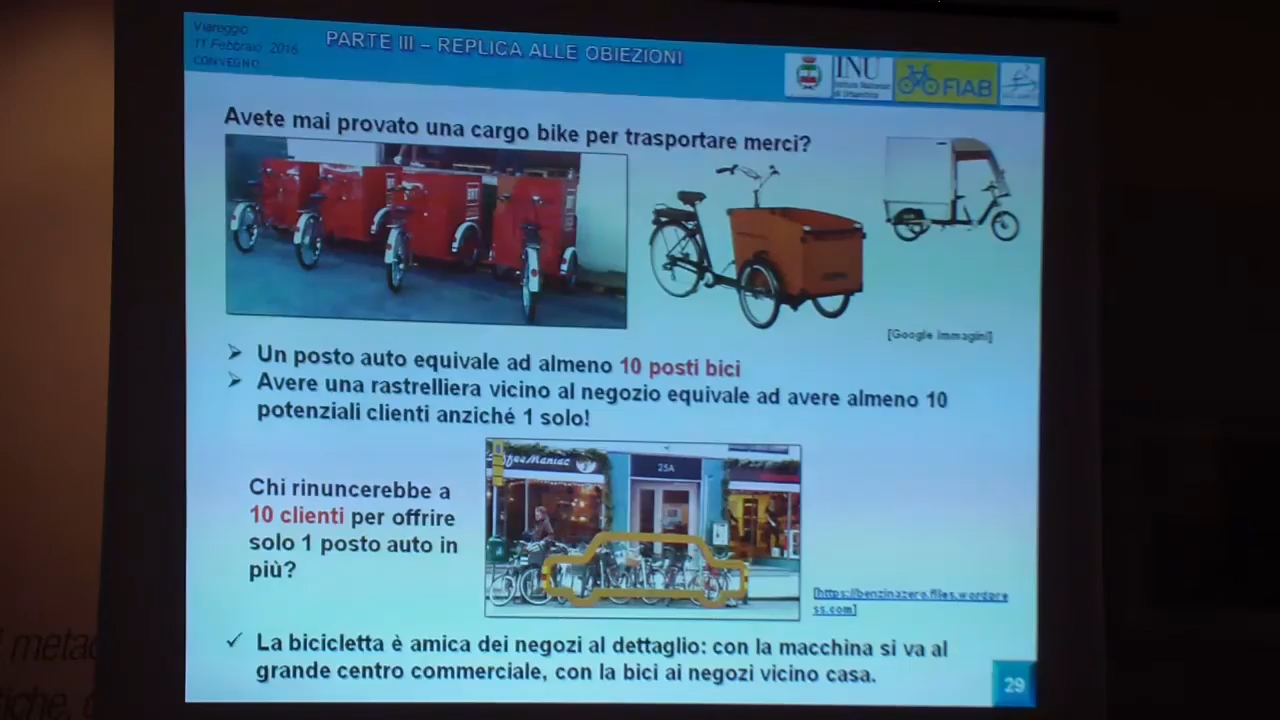 Viareggio
11 Febbraio 2016
CONVEGNO
PARTE III – REPLICA ALLE OBIEZIONI
INU
Istituto Nazionale
di Urbanistica
FIAB
Avete mai provato una cargo bike per trasportare merci?
[Google Immagini]
➢ Un posto auto equivale ad almeno 10 posti bici
➢ Avere una rastrelliera vicino al negozio equivale ad avere almeno 10
potenziali clienti anziché 1 solo!
Chi rinuncerebbe a
10 clienti per offrire
solo 1 posto auto in
più?
25A
[https://benzinazero.files.wordpre
ss.com]
✓ La bicicletta è amica dei negozi al dettaglio: con la macchina si va al
grande centro commerciale, con la bici ai negozi vicino casa.
29